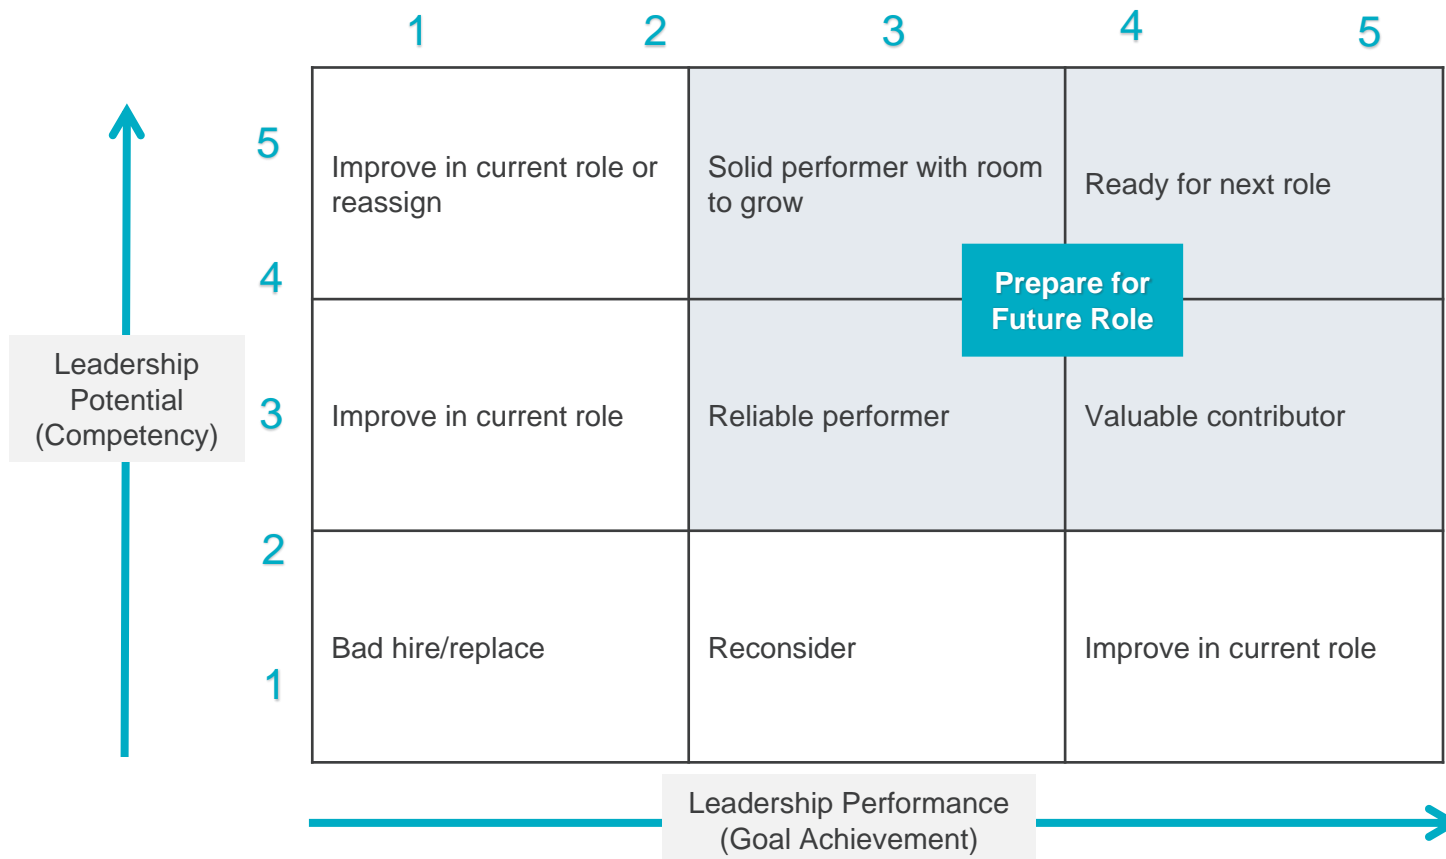 1 2 3 4 5
5
Improve in current role or
reassign
Solid performer with room
to grow
Ready for next role
4
Prepare for
Future Role
Leadership
Potential
(Competency)
3
Improve in current role
Reliable performer
Valuable contributor
2
Bad hire/replace
Reconsider
Improve in current role
1
Leadership Performance
(Goal Achievement)